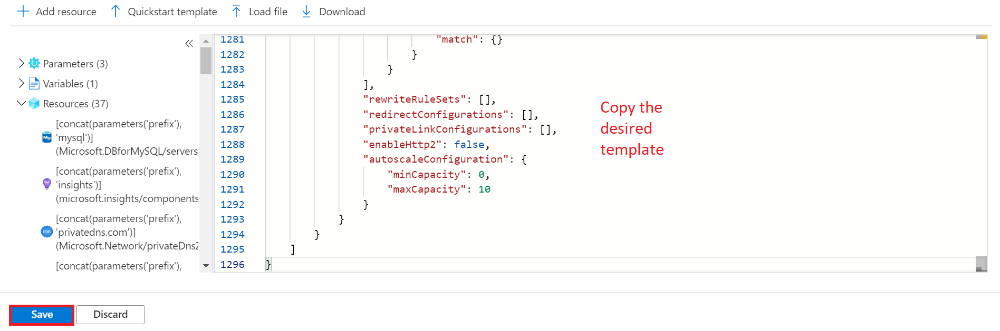 Add resource Quickstart template Load file Download
Parameters (3)
Variables (1)
Resources (37)
[concat(parameters('prefix'),
'mysql')]
(Microsoft.DBforMySQL/servers
[concat(parameters('prefix'),
'insights')]
(microsoft.insights/components
[concat(parameters('prefix'),
'privatedns.com')]
(Microsoft.Network/privateDnsZ
[concat(parameters('prefix'),
1281 "match": {}
1282 }
1283 }
1284 ],
1285 "rewriteRuleSets": [],
1286 "redirectConfigurations": [],
1287 "privateLinkConfigurations": [],
1288 "enableHttp2": false,
1289 "autoscaleConfiguration": {
1290 "minCapacity": 0,
1291 "maxCapacity": 10
1292 }
1293 }
1294 }
1295 ]
1296 }
Copy the
desired
template
Save Discard